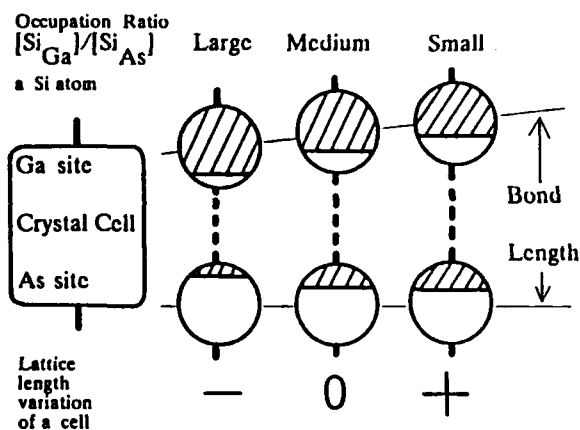 Occupation Ratio
[SiGa]/[SiAs]
a Si atom
Large
Medium
Small
Ga site
Crystal Cell
As site
Bond
Length
Lattice
length
variation
of a cell
−
0
+